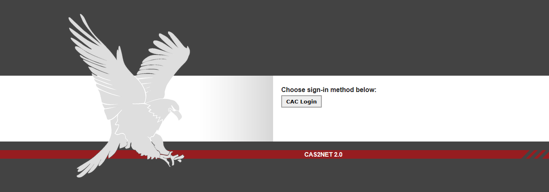 Choose sign-in method below:
CAC Login
CAS2NET 2.0